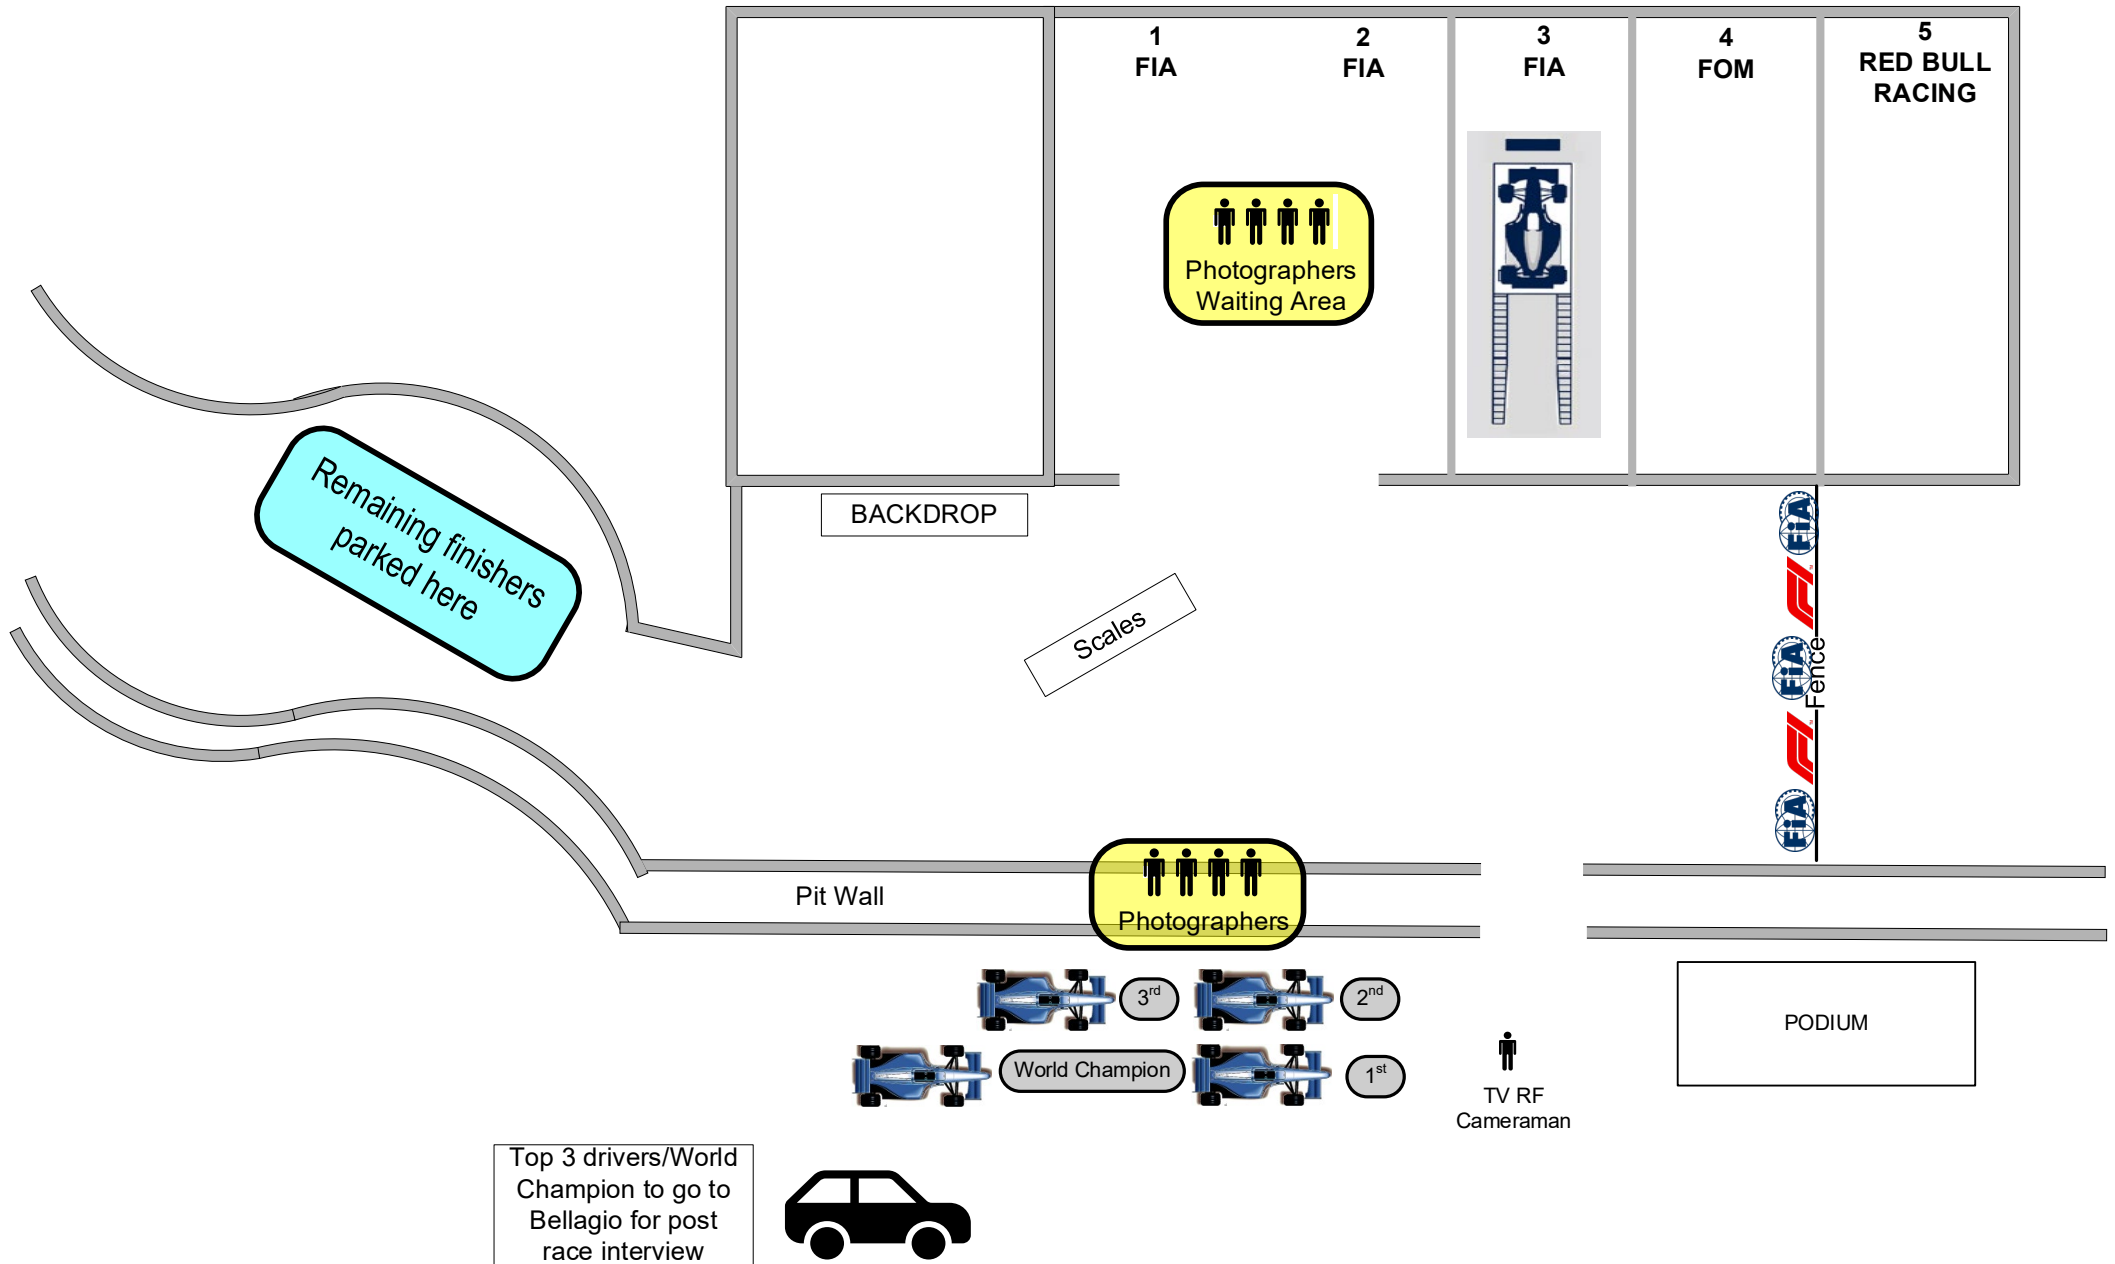 1
FIA
2
FIA
3
FIA
4
FOM
5
RED BULL
RACING
Photographers
Waiting Area
Remaining finishers
parked here
BACKDROP
Scales
FiA
F1
FiA
Fence
F1
FiA
Pit Wall
Photographers
3rd
2nd
World Champion
1st
PODIUM
TV RF
Cameraman
Top 3 drivers/World
Champion to go to
Bellagio for post
race interview